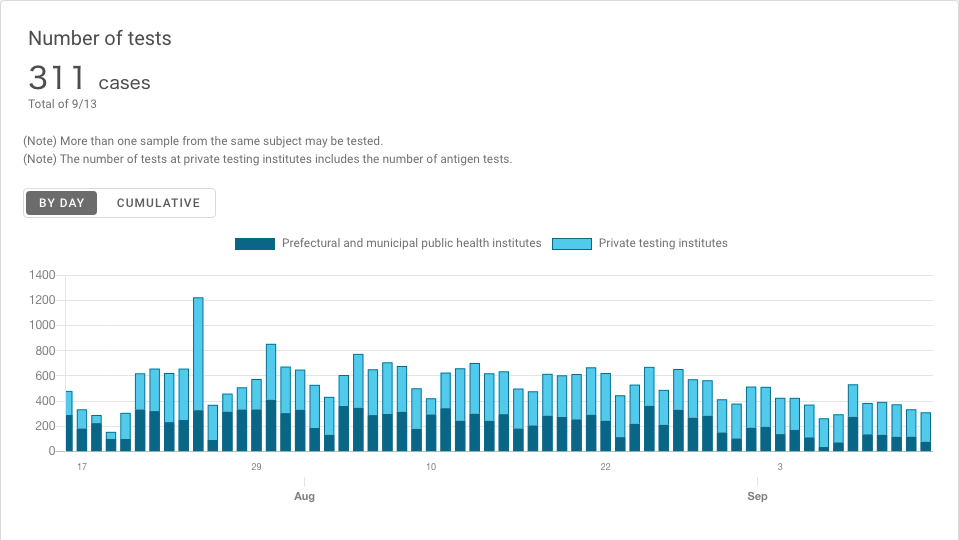 Number of tests
311 cases
Total of 9/13
(Note) More than one sample from the same subject may be tested.
(Note) The number of tests at private testing institutes includes the number of antigen tests.
BY DAY CUMULATIVE
Prefectural and municipal public health institutes Private testing institutes
1400
1200
1000
800
600
400
200
0
17 29 10 22 3
Aug Sep